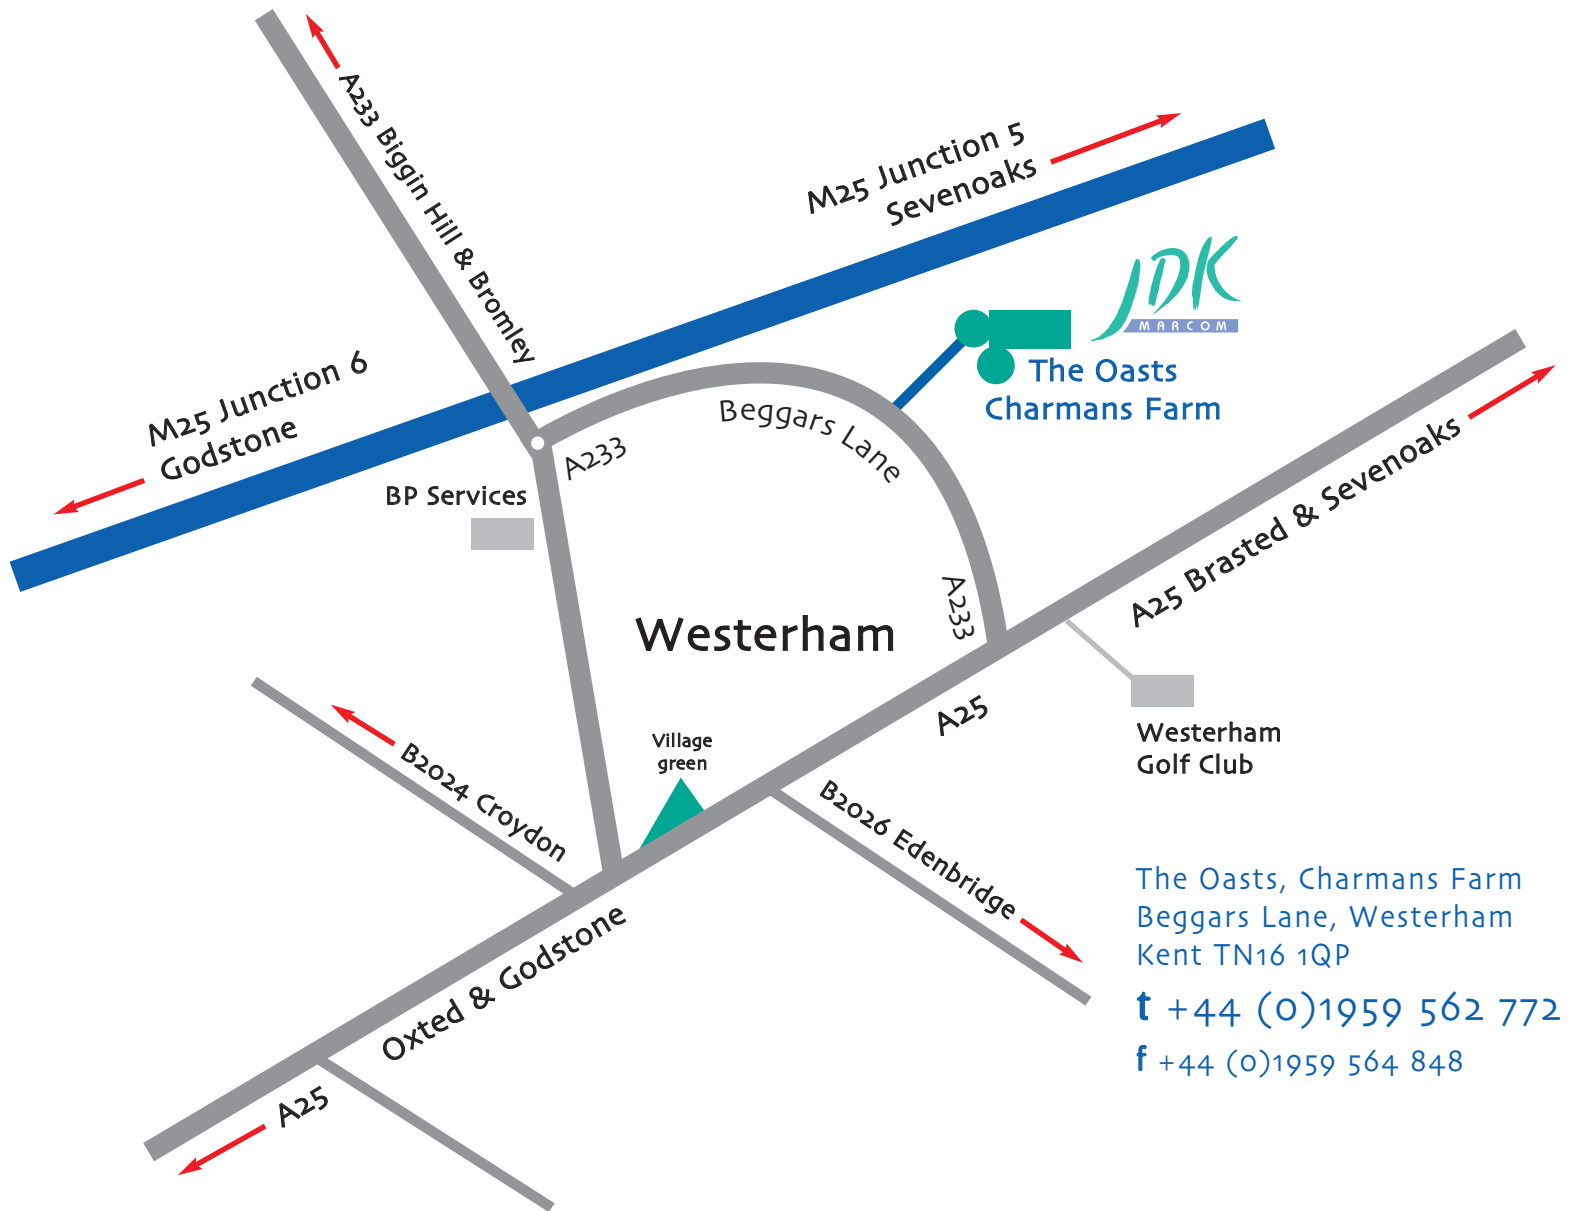 A233 Biggin Hill & Bromley
M25 Junction 5
Sevenoaks
JDK
MARCOM
The Oasts
Charmans Farm
M25 Junction 6
Godstone
Beggars Lane
A233
BP Services
A25 Brasted & Sevenoaks
A233
Westerham
A25
Westerham
Golf Club
Village
green
B2024 Croydon
B2026 Edenbridge
Oxted & Godstone
A25
The Oasts, Charmans Farm
Beggars Lane, Westerham
Kent TN16 1QP
t +44 (0)1959 562 772
f +44 (0)1959 564 848